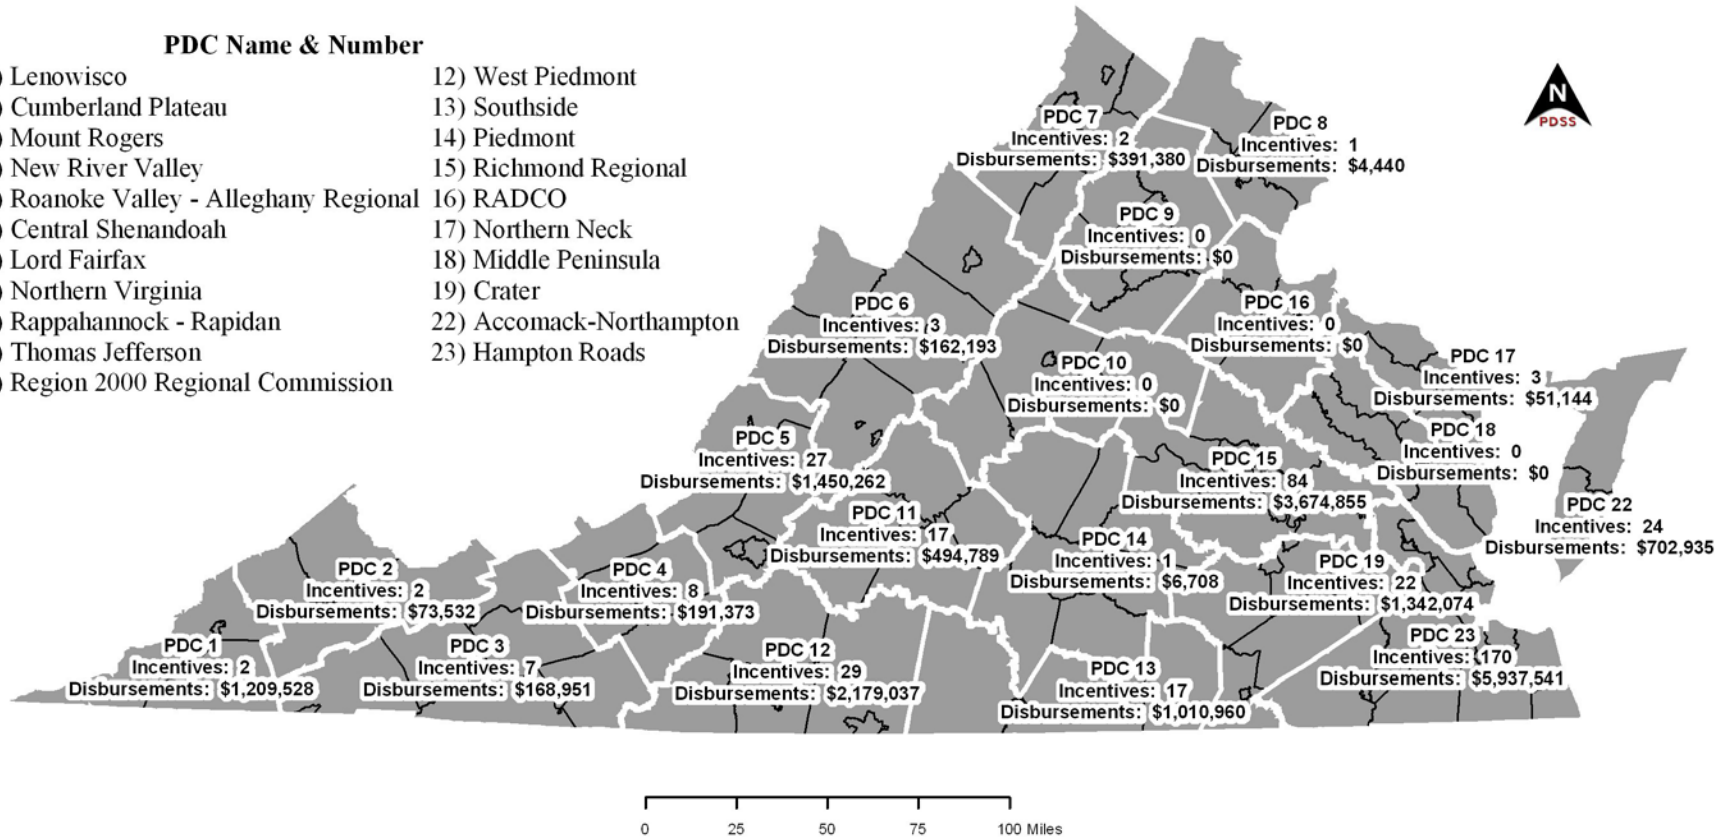 PDC Name & Number
) Lenowisco
) Cumberland Plateau
) Mount Rogers
) New River Valley
) Roanoke Valley - Alleghany Regional
) Central Shenandoah
) Lord Fairfax
) Northern Virginia
) Rappahannock - Rapidan
) Thomas Jefferson
) Region 2000 Regional Commission
12) West Piedmont
13) Southside
14) Piedmont
15) Richmond Regional
16) RADCO
17) Northern Neck
18) Middle Peninsula
19) Crater
22) Accomack-Northampton
23) Hampton Roads
N
PDSS
PDC 7
Incentives: 2
Disbursements: $391,380
PDC 8
Incentives: 1
Disbursements: $4,440
PDC 9
Incentives: 0
Disbursements: $0
PDC 6
Incentives: 3
Disbursements: $162,193
PDC 16
Incentives: 0
Disbursements: $0
PDC 10
Incentives: 0
Disbursements: $0
PDC 17
Incentives: 3
Disbursements: $51,144
PDC 18
Incentives: 0
Disbursements: $0
PDC 5
Incentives: 27
Disbursements: $1,450,262
PDC 15
Incentives: 84
Disbursements: $3,674,855
PDC 22
Incentives: 24
Disbursements: $702,935
PDC 11
Incentives: 17
Disbursements: $494,789
PDC 14
Incentives: 1
Disbursements: $6,708
PDC 19
Incentives: 22
Disbursements: $1,342,074
PDC 2
Incentives: 2
Disbursements: $73,532
PDC 4
Incentives: 8
Disbursements: $191,373
PDC 1
Incentives: 2
Disbursements: $1,209,528
PDC 3
Incentives: 7
Disbursements: $168,951
PDC 12
Incentives: 29
Disbursements: $2,179,037
PDC 13
Incentives: 17
Disbursements: $1,010,960
PDC 23
Incentives: 170
Disbursements: $5,937,541
0 25 50 75 100 Miles